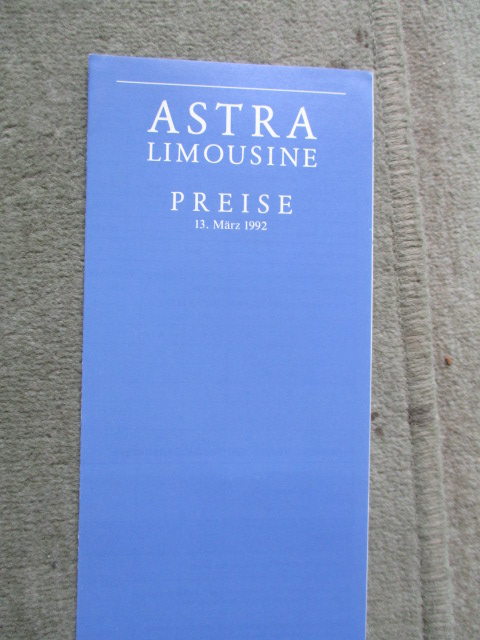 ASTRA
LIMOUSINE
PREISE
13. März 1992